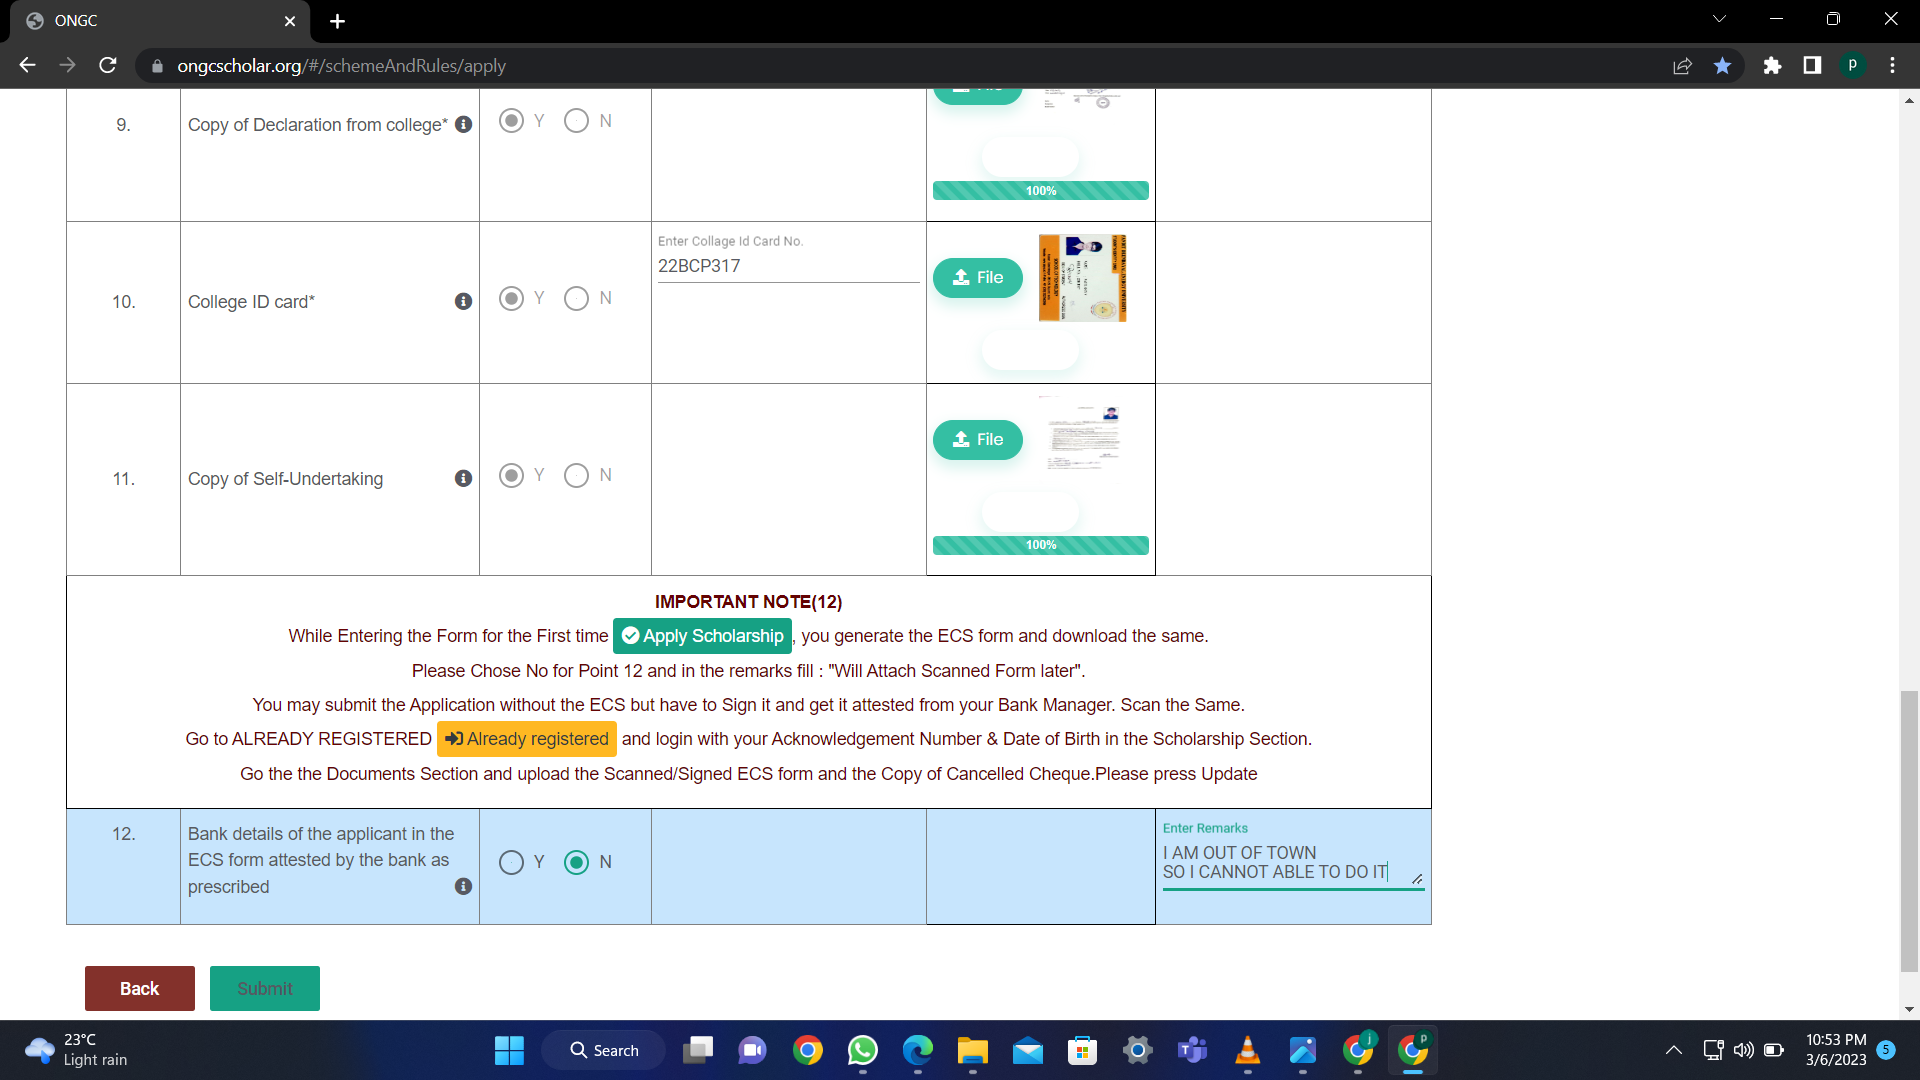 ONGC
ongcscholar.org/#/schemeAndRules/apply
P
9.
Copy of Declaration from college*
Y
N
100%
10.
College ID card*
Y
N
Enter Collage Id Card No.
22BCP317
File
11.
Copy of Self-Undertaking
Y
N
File
100%
IMPORTANT NOTE(12)
While Entering the Form for the First time Apply Scholarship , you generate the ECS form and download the same.
Please Chose No for Point 12 and in the remarks fill : "Will Attach Scanned Form later".
You may submit the Application without the ECS but have to Sign it and get it attested from your Bank Manager. Scan the Same.
Go to ALREADY REGISTERED Already registered and login with your Acknowledgement Number & Date of Birth in the Scholarship Section.
Go the the Documents Section and upload the Scanned/Signed ECS form and the Copy of Cancelled Cheque.Please press Update
12.
Bank details of the applicant in the
ECS form attested by the bank as
prescribed
Y
N
Enter Remarks
I AM OUT OF TOWN
SO I CANNOT ABLE TO DO IT
Back
Submit
23°C
Light rain
Search
j
P
10:53 PM
3/6/2023
5